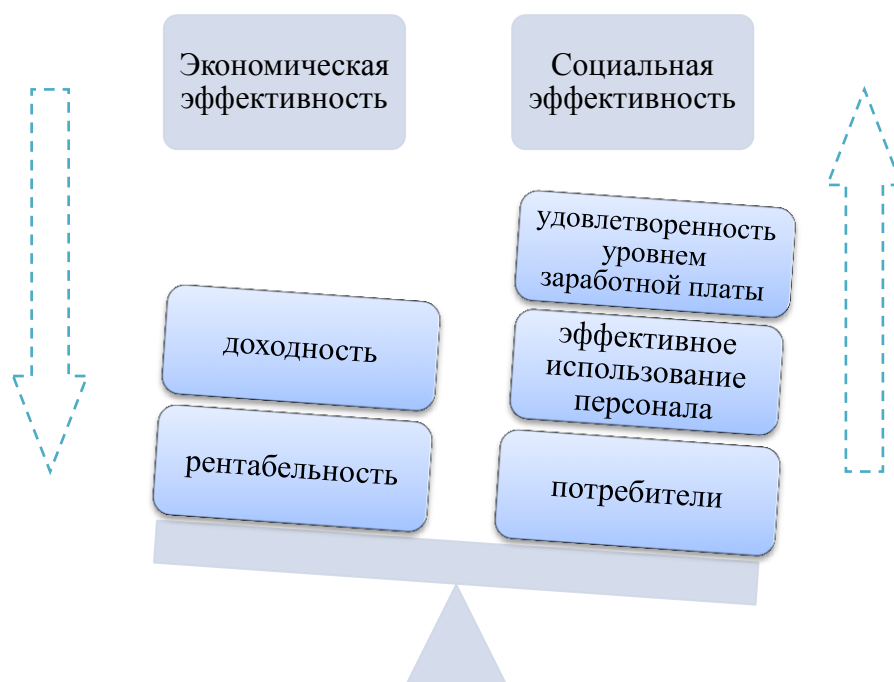 Экономическая
эффективность
Социальная
эффективность
удовлетворенность
уровнем
заработной платы
доходность
эффективное
использование
персонала
рентабельность
потребители